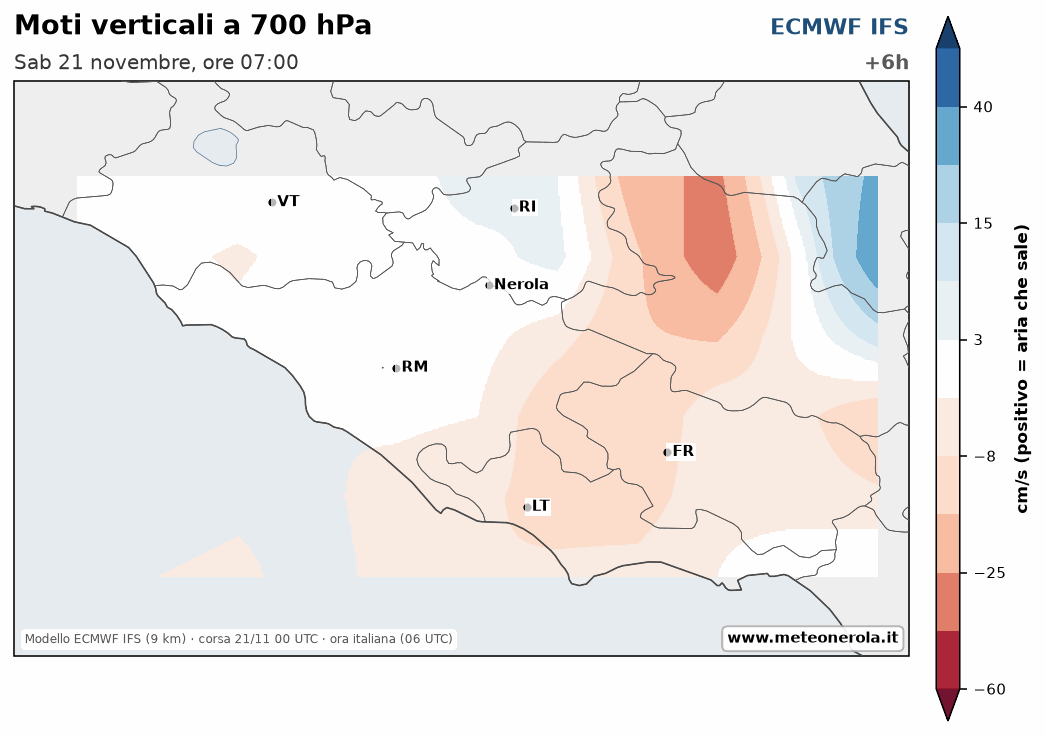 Moti verticali a 700 hPa
ECMWF IFS
Sab 21 novembre, ore 07:00
+6h
VT
RI
Nerola
RM
FR
LT
40
15
3
−8
−25
−60
cm/s (positivo = aria che sale)
Modello ECMWF IFS (9 km) · corsa 21/11 00 UTC · ora italiana (06 UTC)
www.meteonerola.it